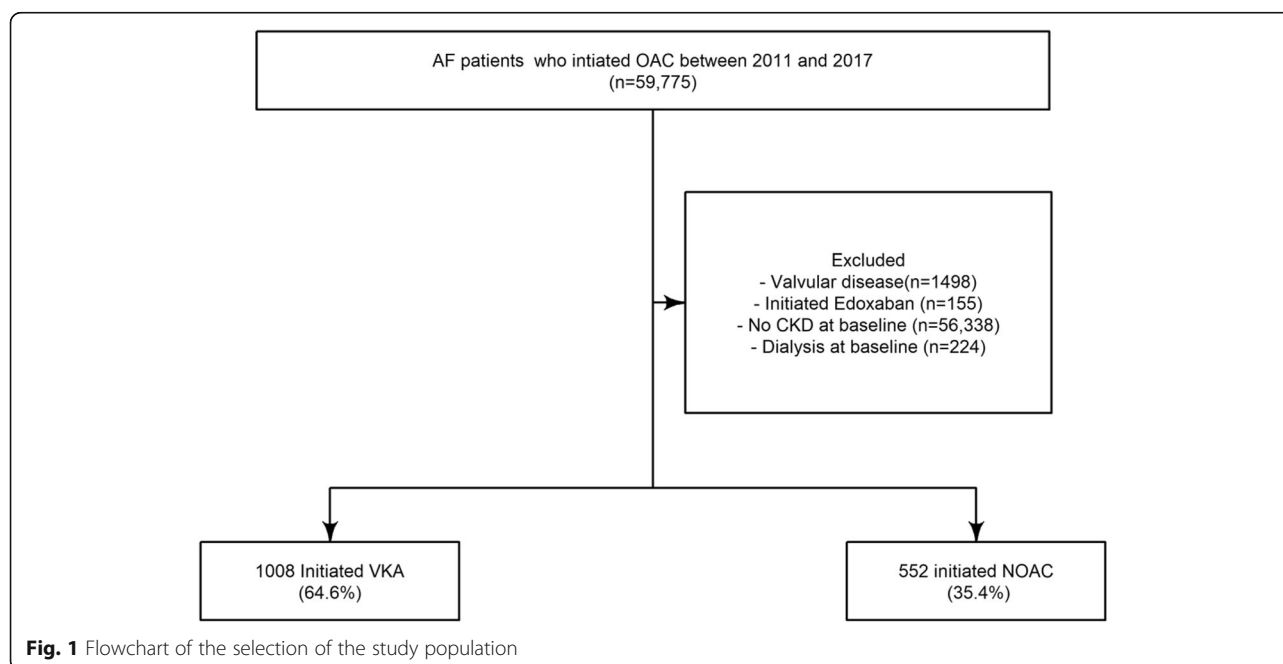 AF patients who intiated OAC between 2011 and 2017
(n=59,775)
Excluded
- Valvular disease(n=1498)
- Initiated Edoxaban (n=155)
- No CKD at baseline (n=56,338)
- Dialysis at baseline (n=224)
1008 Initiated VKA
(64.6%)
552 initiated NOAC
(35.4%)
Fig. 1 Flowchart of the selection of the study population